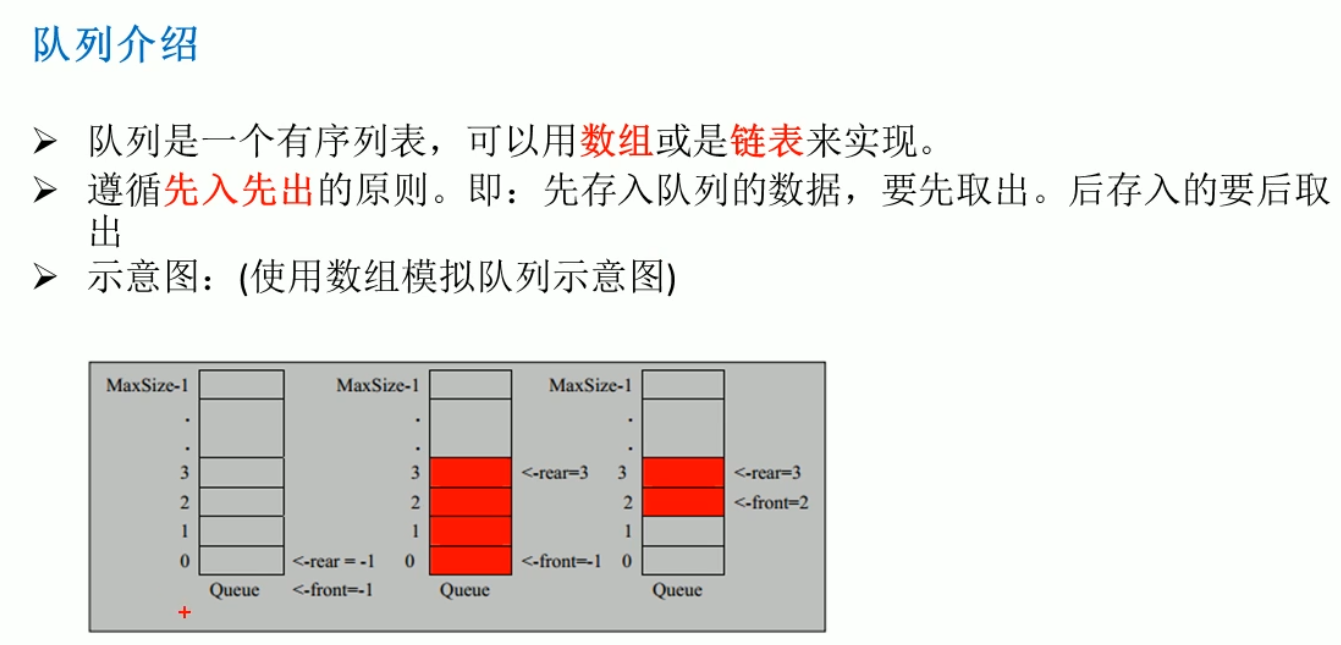 队列介绍
队列是一个有序列表，可以用数组或是链表来实现。
遵循先入先出的原则。即：先存入队列的数据，要先取出。后存入的要后取
出
示意图：(使用数组模拟队列示意图)
MaxSize-1 MaxSize-1 MaxSize-1
. . .
. . .
3 3 <-rear=3 3 <-rear=3
2 2 2 <-front=2
1 1 1
0 <-rear = -1 0 <-front=-1 0
Queue <-front=-1 Queue Queue